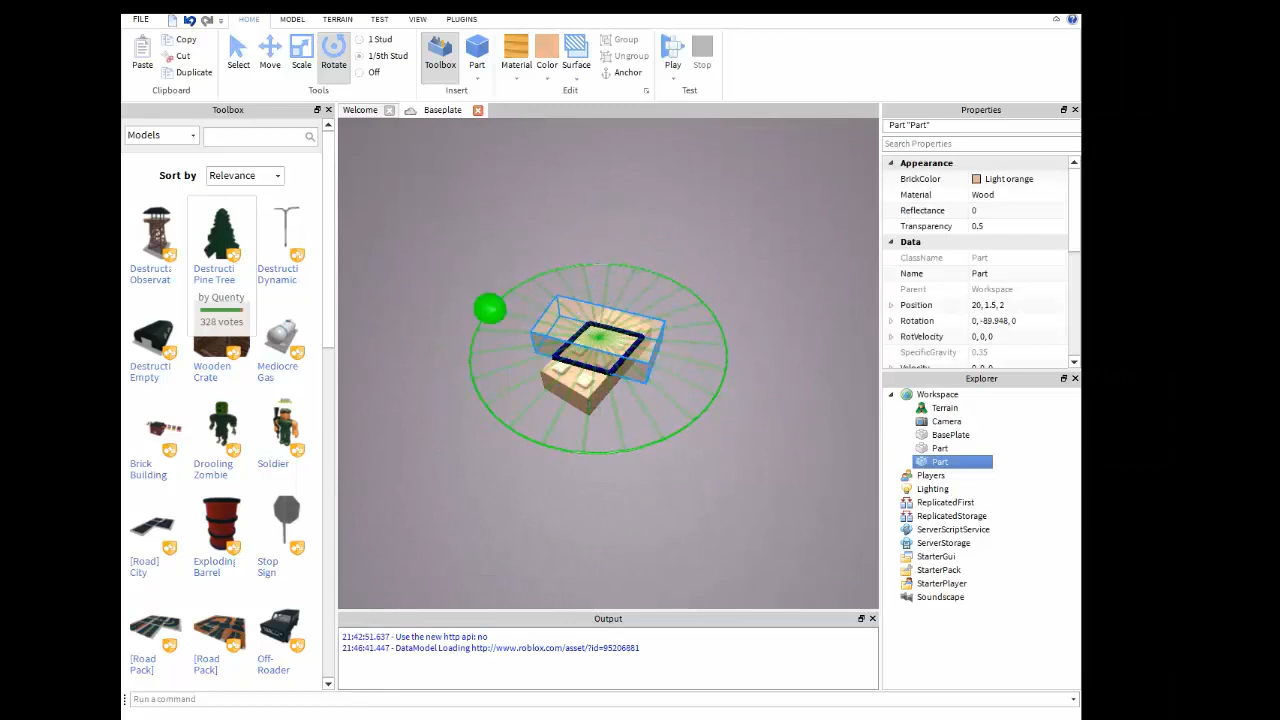 FILE HOME MODEL TERRAIN TEST VIEW PLUGINS
Paste
Copy
Cut
Duplicate
Clipboard
Select
Move
Scale
Rotate
1 Stud
1/5th Stud
Off
Tools
Toolbox
Part
Insert
Material
Color
Surface
Group
Ungroup
Anchor
Edit
Play
Stop
Test
Toolbox
Models
Sort by Relevance
Destructi
Observat
Destructi
Pine Tree
Destructi
Dynamic
by Quenty
328 votes
Destructi
Empty
Wooden
Crate
Mediocre
Gas
Brick
Building
Drooling
Zombie
Soldier
[Road]
City
Exploding
Barrel
Stop
Sign
[Road
Pack]
[Road
Pack]
Off-
Roader
Welcome
Baseplate
Properties
Part "Part"
Search Properties
Appearance
BrickColor Light orange
Material Wood
Reflectance 0
Transparency 0.5
Data
ClassName Part
Name Part
Parent Workspace
Position 20, 1.5, 2
Rotation 0, -89.948, 0
RotVelocity 0, 0, 0
SpecificGravity 0.35
Explorer
Workspace
Terrain
Camera
BasePlate
Part
Part
Players
Lighting
ReplicatedFirst
ReplicatedStorage
ServerScriptService
ServerStorage
StarterGui
StarterPack
StarterPlayer
Soundscape
Output
21:42:51.637 - Use the new http api: no
21:46:41.447 - DataModel Loading http://www.roblox.com/asset/?id=95206881
Run a command